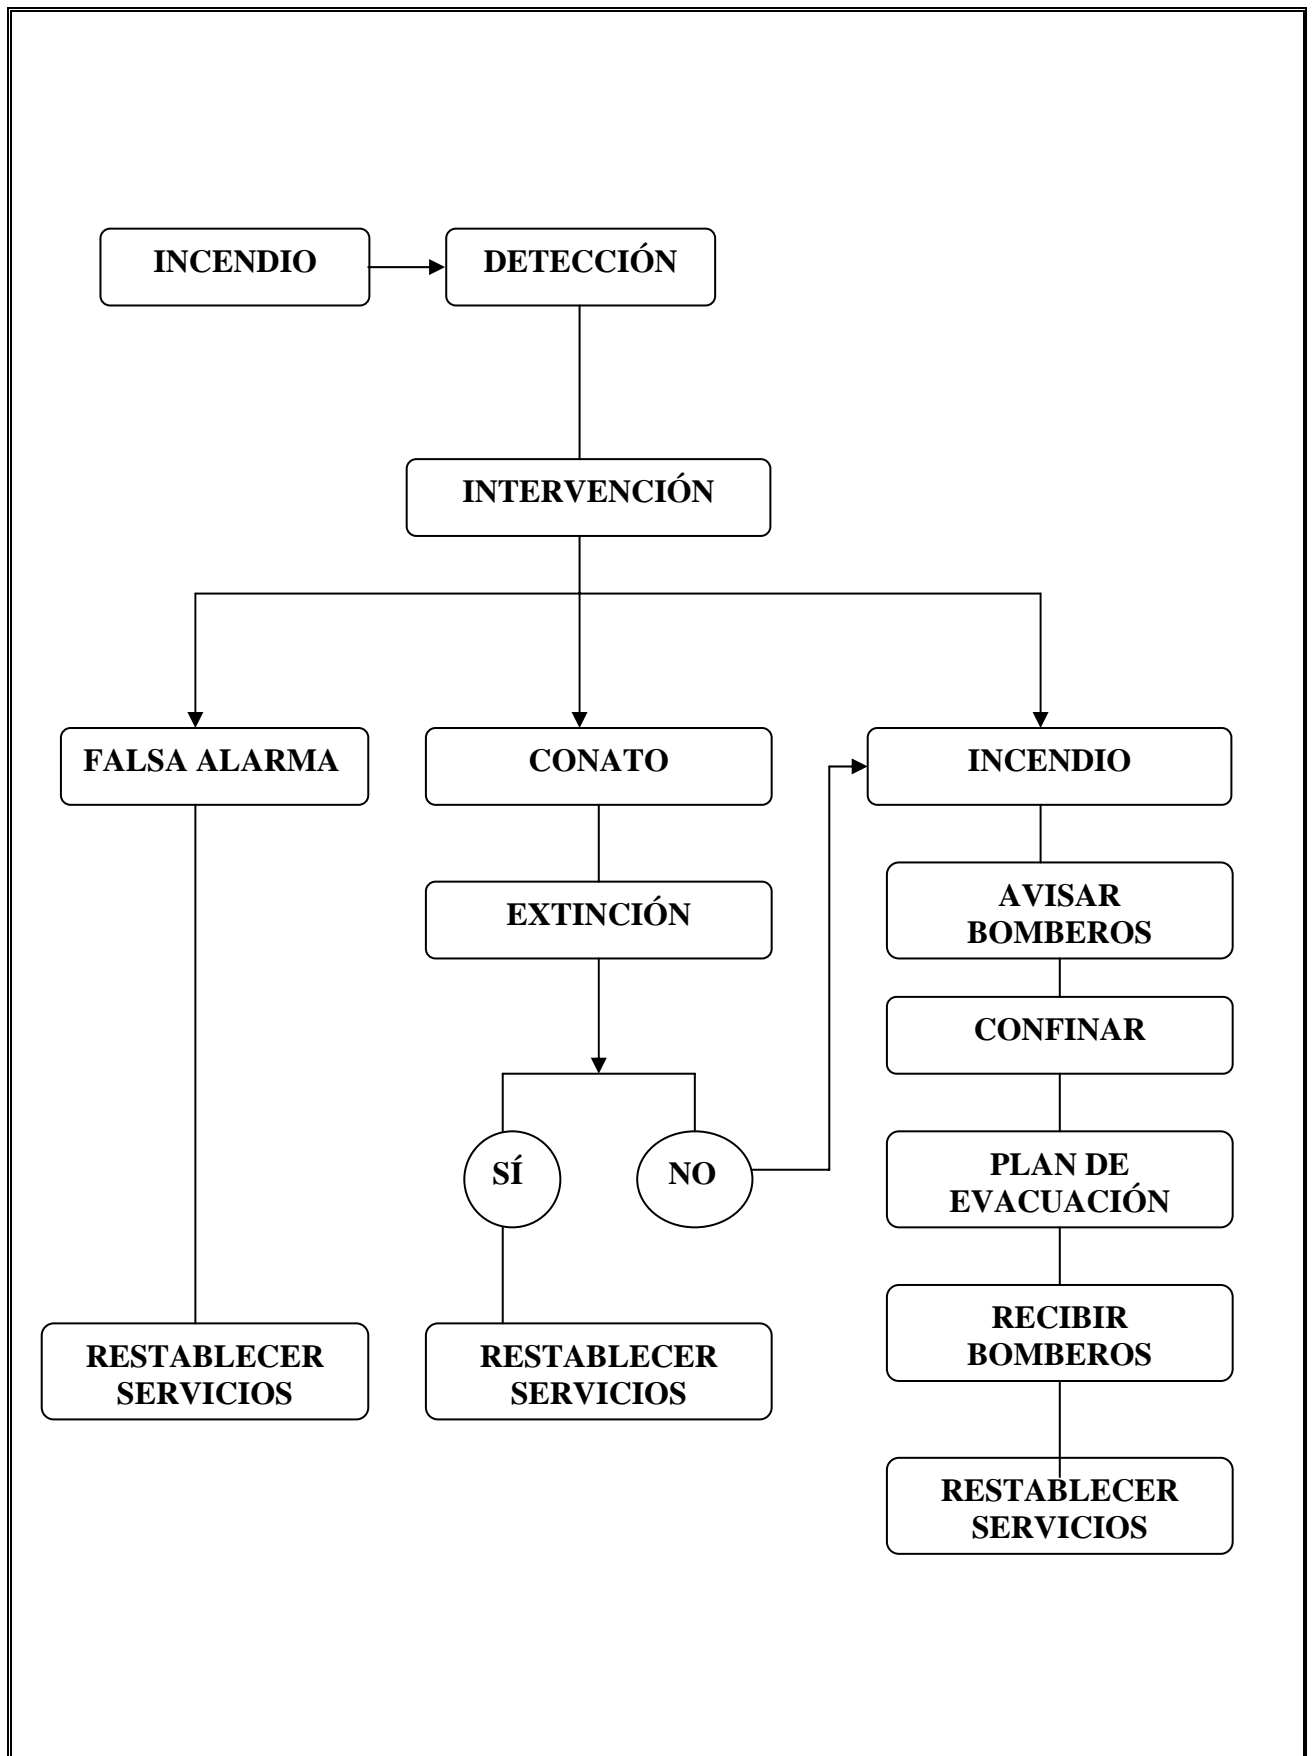 INCENDIO
DETECCIÓN
INTERVENCIÓN
FALSA ALARMA
CONATO
INCENDIO
EXTINCIÓN
AVISAR
BOMBEROS
CONFINAR
SÍ
NO
PLAN DE
EVACUACIÓN
RESTABLECER
SERVICIOS
RESTABLECER
SERVICIOS
RECIBIR
BOMBEROS
RESTABLECER
SERVICIOS